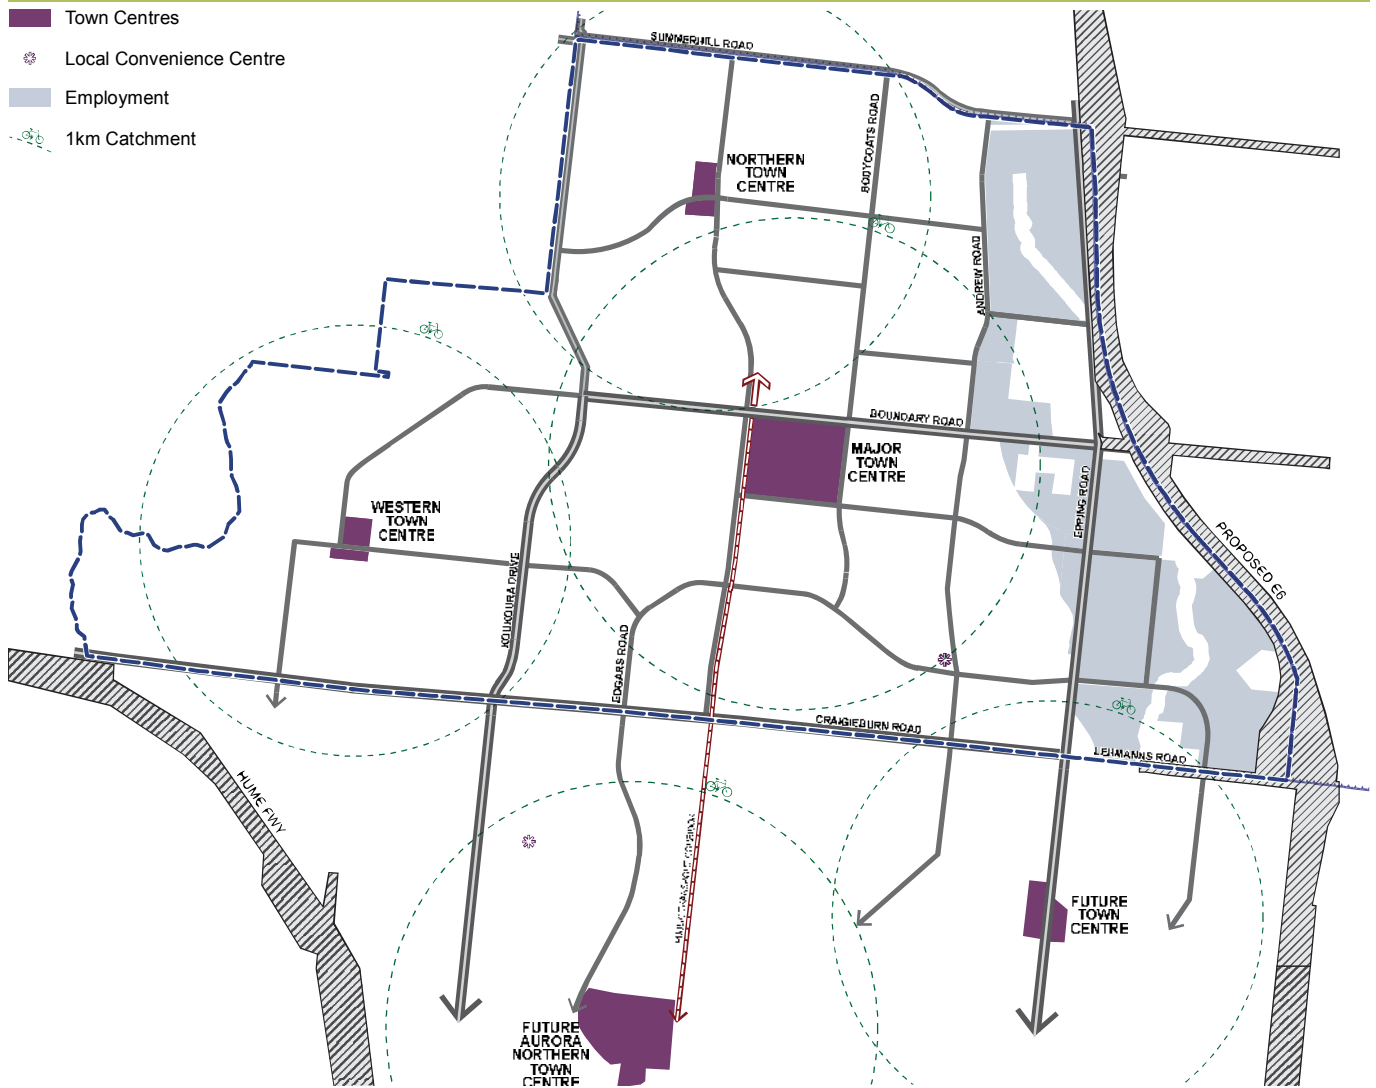 Town Centres
Local Convenience Centre
Employment
1km Catchment
SUMMERHILL ROAD
BODYCOATS ROAD
NORTHERN
TOWN
CENTRE
ANDREW ROAD
BOUNDARY ROAD
MAJOR
TOWN
CENTRE
EPPING ROAD
WESTERN
TOWN
CENTRE
PROPOSED E6
KOUKOURA DRIVE
EDGARS ROAD
CRAIGIEBURN ROAD
LEHMANNS ROAD
HUME FWY
FUTURE
TOWN
CENTRE
FUTURE
AURORA
NORTHERN
TOWN
CENTRE